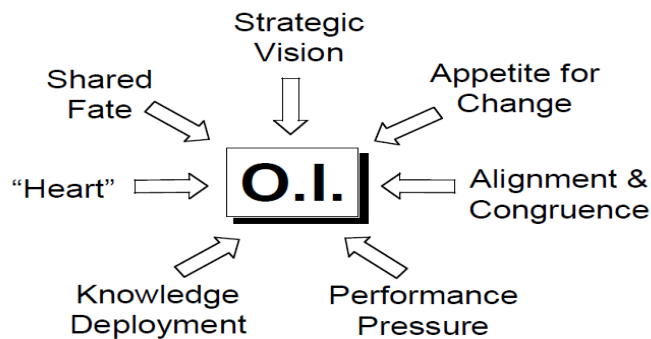 Strategic
Vision
Shared
Fate
Appetite for
Change
“Heart”
O.I.
Alignment &
Congruence
Knowledge
Deployment
Performance
Pressure